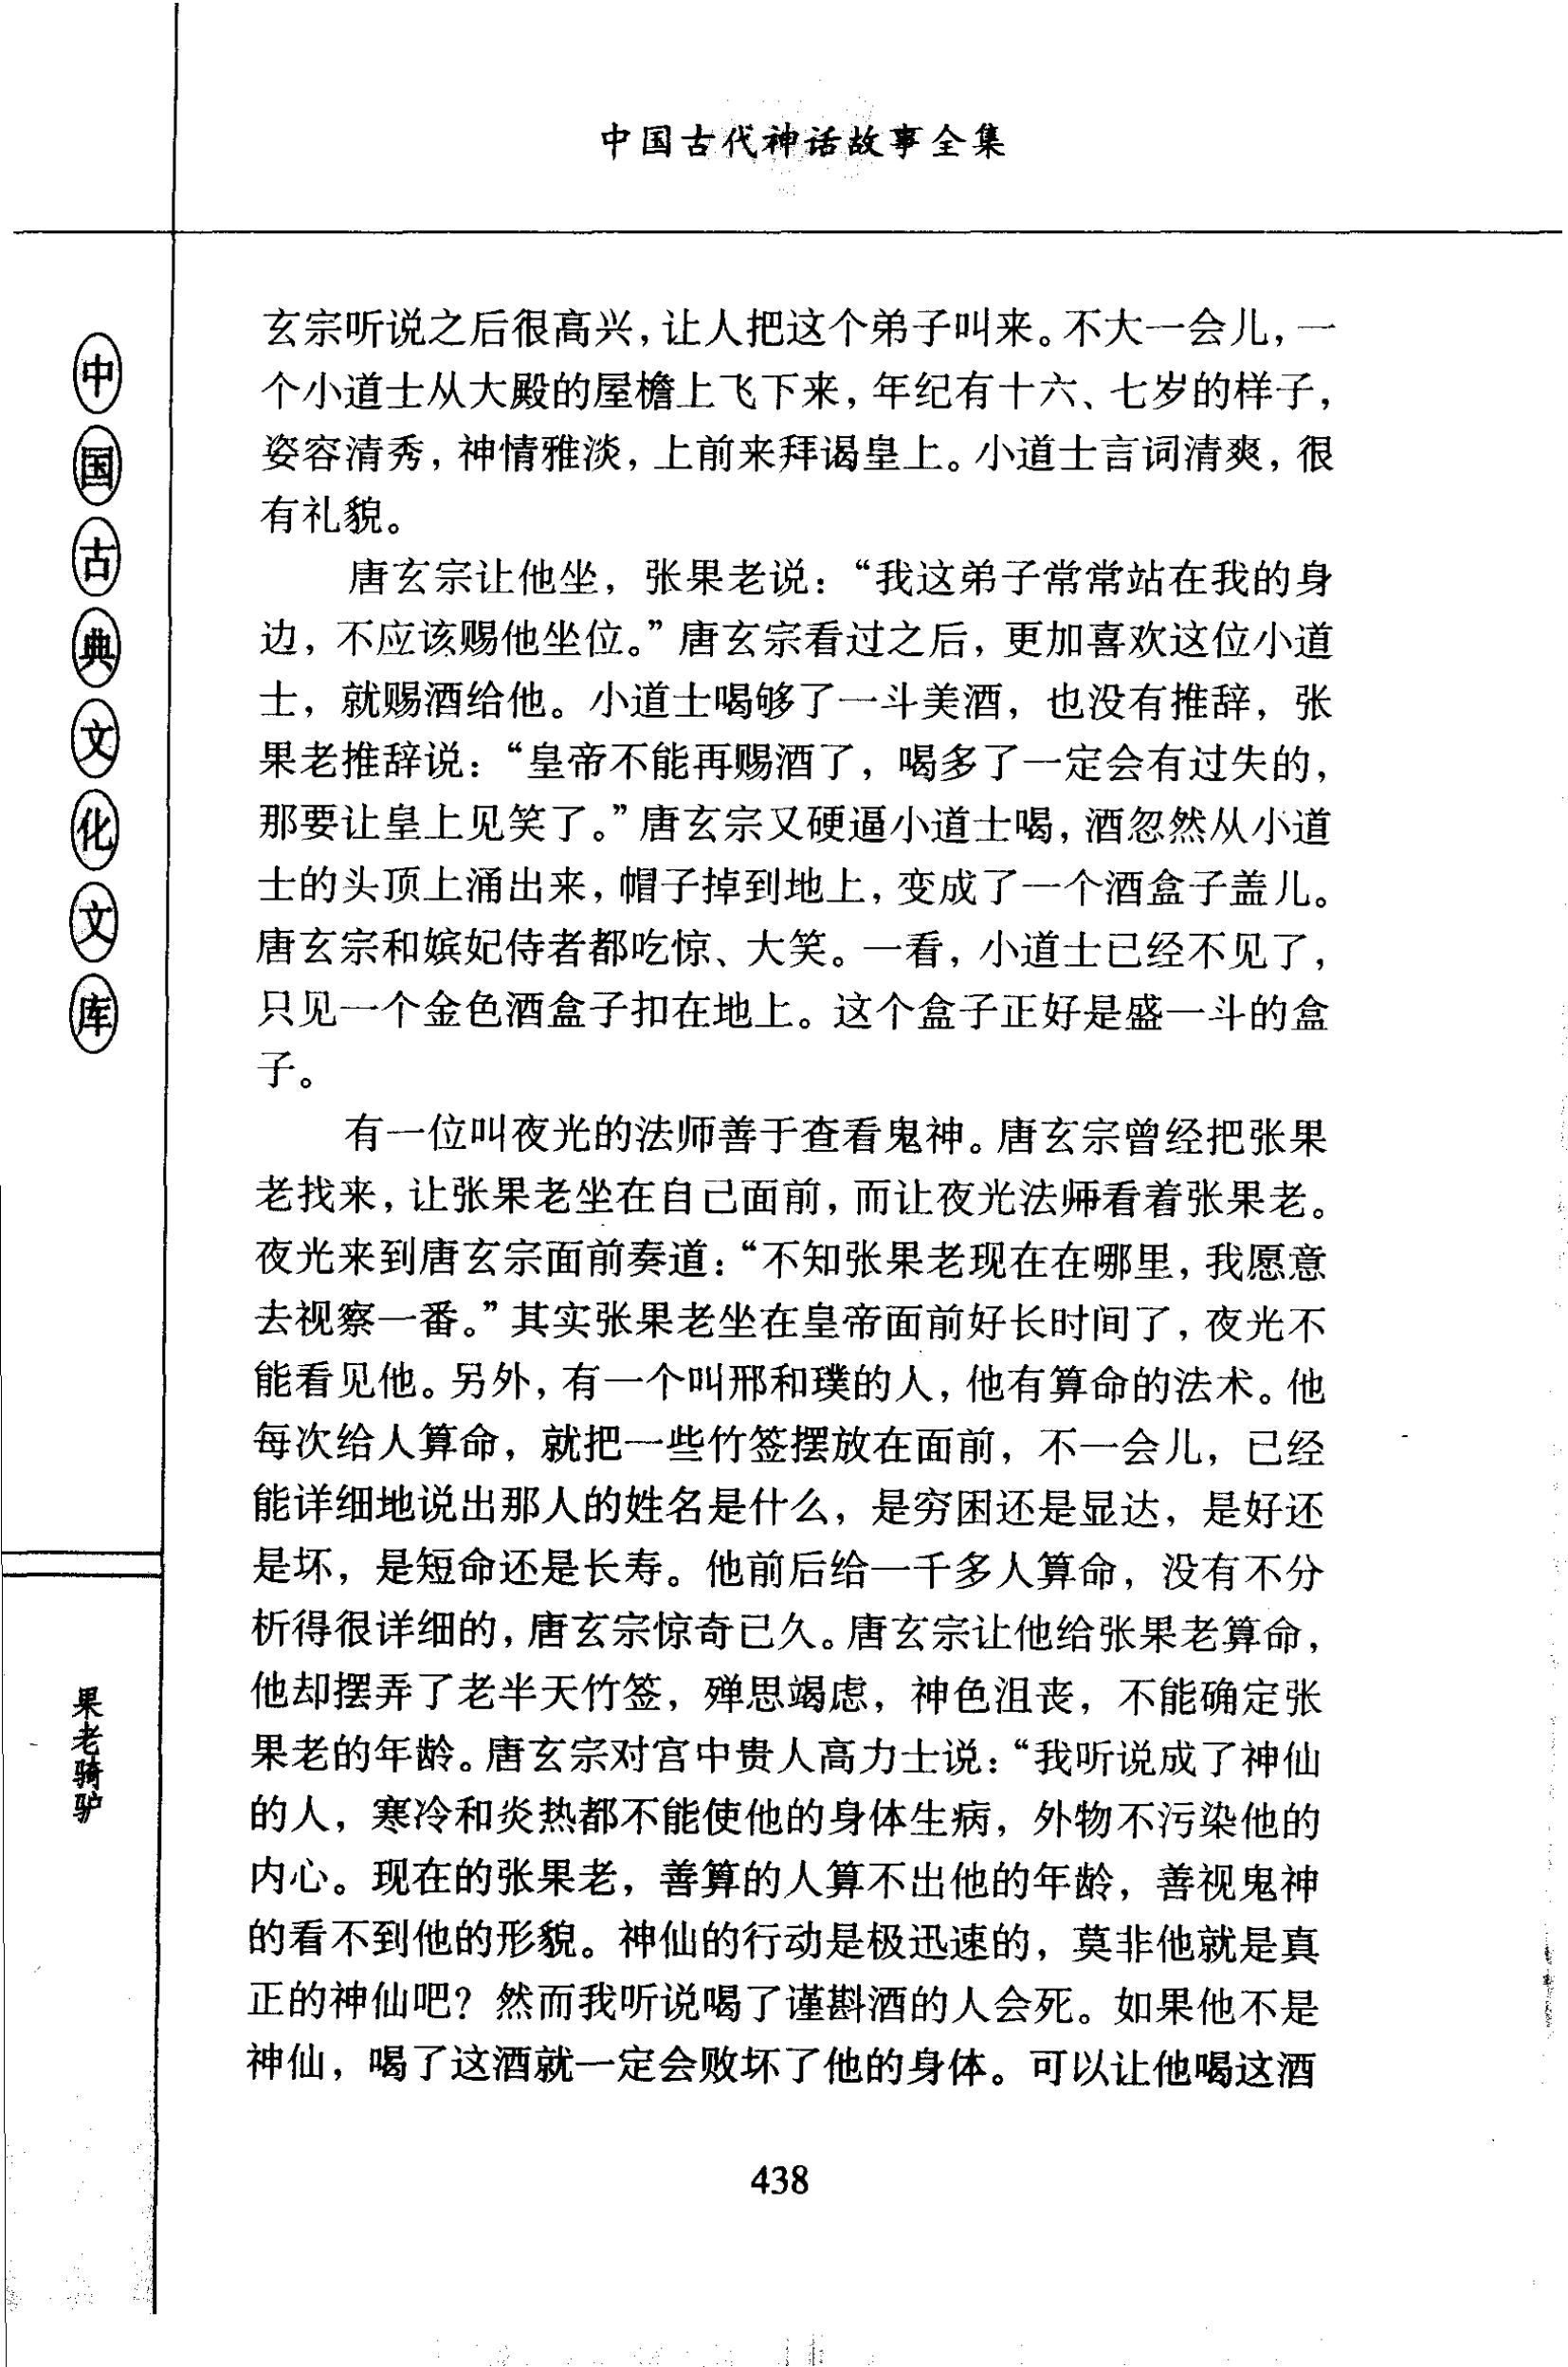 中国古代神话故事全集
中国古典文化文库
果老骑驴
玄宗听说之后很高兴，让人把这个弟子叫来。不大一会儿，一
个小道士从大殿的屋檐上飞下来，年纪有十六、七岁的样子，
姿容清秀，神情雅淡，上前来拜谒皇上。小道士言词清爽，很
有礼貌。
唐玄宗让他坐，张果老说：“我这弟子常常站在我的身
边，不应该赐他坐位。”唐玄宗看过之后，更加喜欢这位小道
士，就赐酒给他。小道士喝够了一斗美酒，也没有推辞，张
果老推辞说：“皇帝不能再赐酒了，喝多了一定会有过失的，
那要让皇上见笑了。”唐玄宗又硬逼小道士喝，酒忽然从小道
士的头顶上涌出来，帽子掉到地上，变成了一个酒盒子盖儿。
唐玄宗和嫔妃侍者都吃惊、大笑。一看，小道士已经不见了，
只见一个金色酒盒子扣在地上。这个盒子正好是盛一斗的盒
子。
有一位叫夜光的法师善于查看鬼神。唐玄宗曾经把张果
老找来，让张果老坐在自己面前，而让夜光法师看着张果老。
夜光来到唐玄宗面前奏道：“不知张果老现在在哪里，我愿意
去视察一番。”其实张果老坐在皇帝面前好长时间了，夜光不
能看见他。另外，有一个叫邢和璞的人，他有算命的法术。他
每次给人算命，就把一些竹签摆放在面前，不一会儿，已经
能详细地说出那人的姓名是什么，是穷困还是显达，是好还
是坏，是短命还是长寿。他前后给一千多人算命，没有不分
析得很详细的，唐玄宗惊奇已久。唐玄宗让他给张果老算命，
他却摆弄了老半天竹签，殚思竭虑，神色沮丧，不能确定张
果老的年龄。唐玄宗对宫中贵人高力士说：“我听说成了神仙
的人，寒冷和炎热都不能使他的身体生病，外物不污染他的
内心。现在的张果老，善算的人算不出他的年龄，善视鬼神
的看不到他的形貌。神仙的行动是极迅速的，莫非他就是真
正的神仙吧？然而我听说喝了谨斟酒的人会死。如果他不是
神仙，喝了这酒就一定会败坏了他的身体。可以让他喝这酒
438